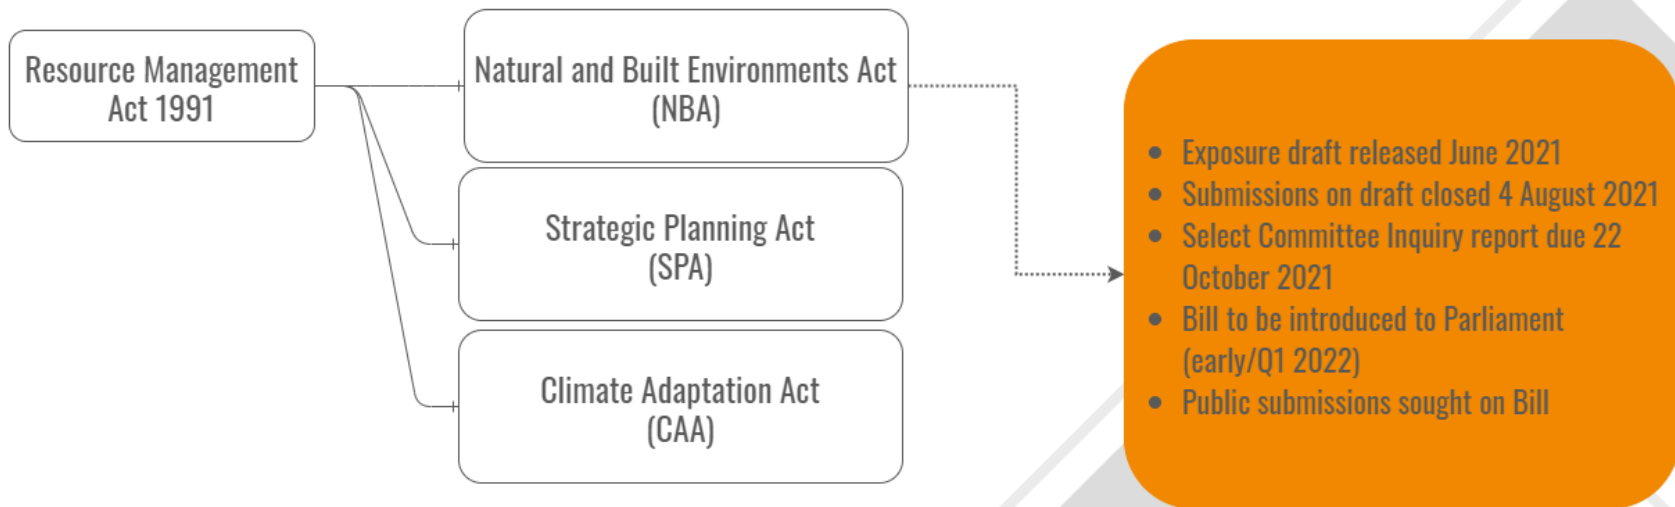 Resource Management
Act 1991
Natural and Built Environments Act
(NBA)
Strategic Planning Act
(SPA)
Climate Adaptation Act
(CAA)
• Exposure draft released June 2021
• Submissions on draft closed 4 August 2021
• Select Committee Inquiry report due 22
October 2021
• Bill to be introduced to Parliament
(early/Q1 2022)
• Public submissions sought on Bill